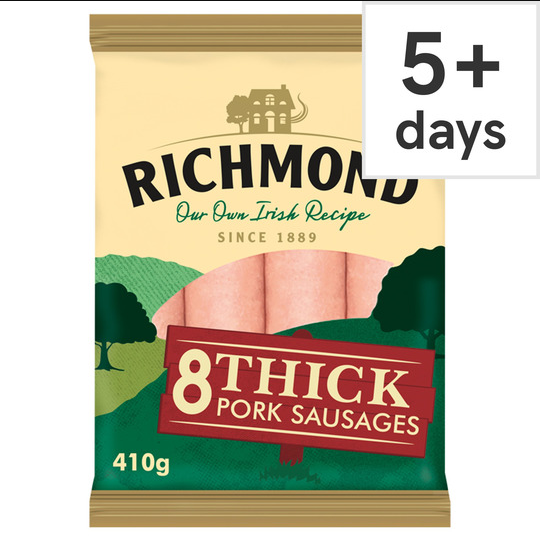 5+
days
RICHMOND
Our Own Irish Recipe
SINCE 1889
8 THICK
PORK SAUSAGES
410g